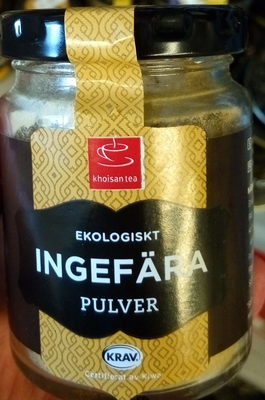 khoisan tea
EKOLOGISKT
INGEFÄRA
PULVER
KRAV
Certifierat av Kiwa